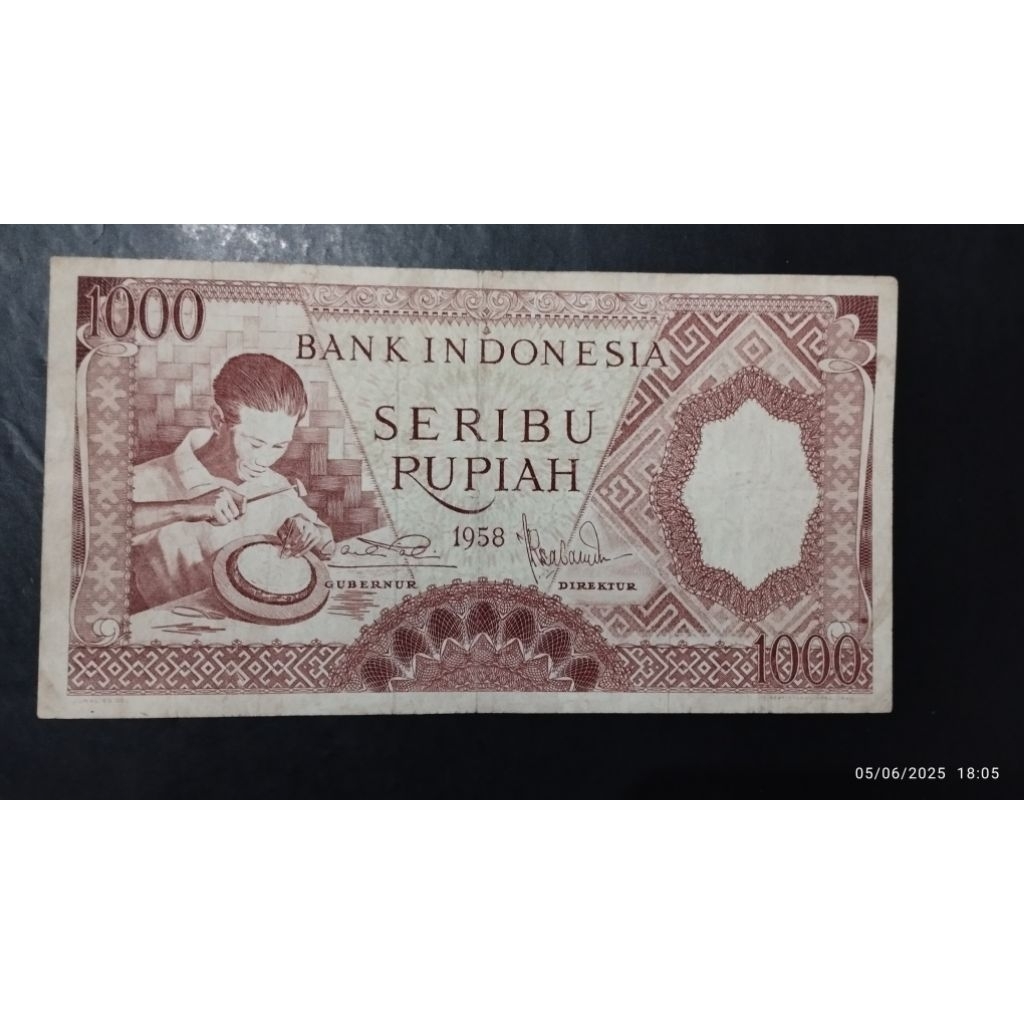 1000
BANK INDONESIA
SERIBU
RUPIAH
1958
GUBERNUR
DIREKTUR
1000
05/06/2025 18:05